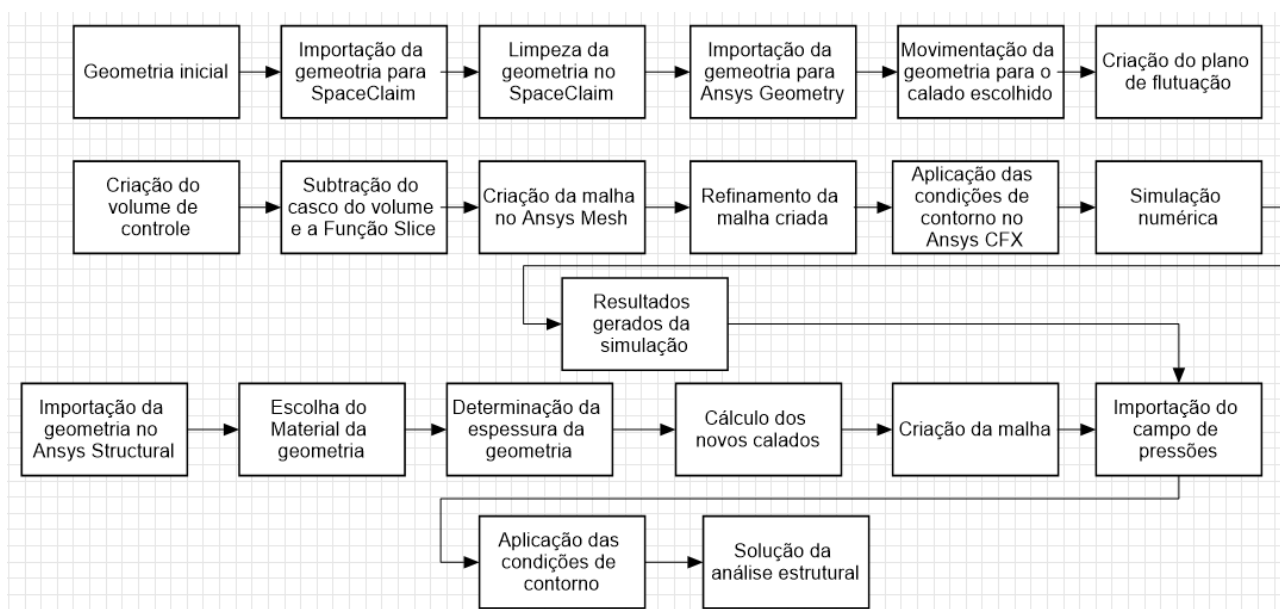 Geometria inicial
Importação da
gemeotria para
SpaceClaim
Limpeza da
geometria no
SpaceClaim
Importação da
gemeotria para
Ansys Geometry
Movimentação da
geometria para o
calado escolhido
Criação do plano
de flutuação
Criação do
volume de
controle
Subtração do
casco do volume
e a Função Slice
Criação da malha
no Ansys Mesh
Refinamento da
malha criada
Aplicação das
condições de
contorno no
Ansys CFX
Simulação
numérica
Resultados
gerados da
simulação
Importação da
geometria no
Ansys Structural
Escolha do
Material da
geometria
Determinação da
espessura da
geometria
Cálculo dos
novos calados
Criação da malha
Importação do
campo de
pressões
Aplicação das
condições de
contorno
Solução da
análise estrutural